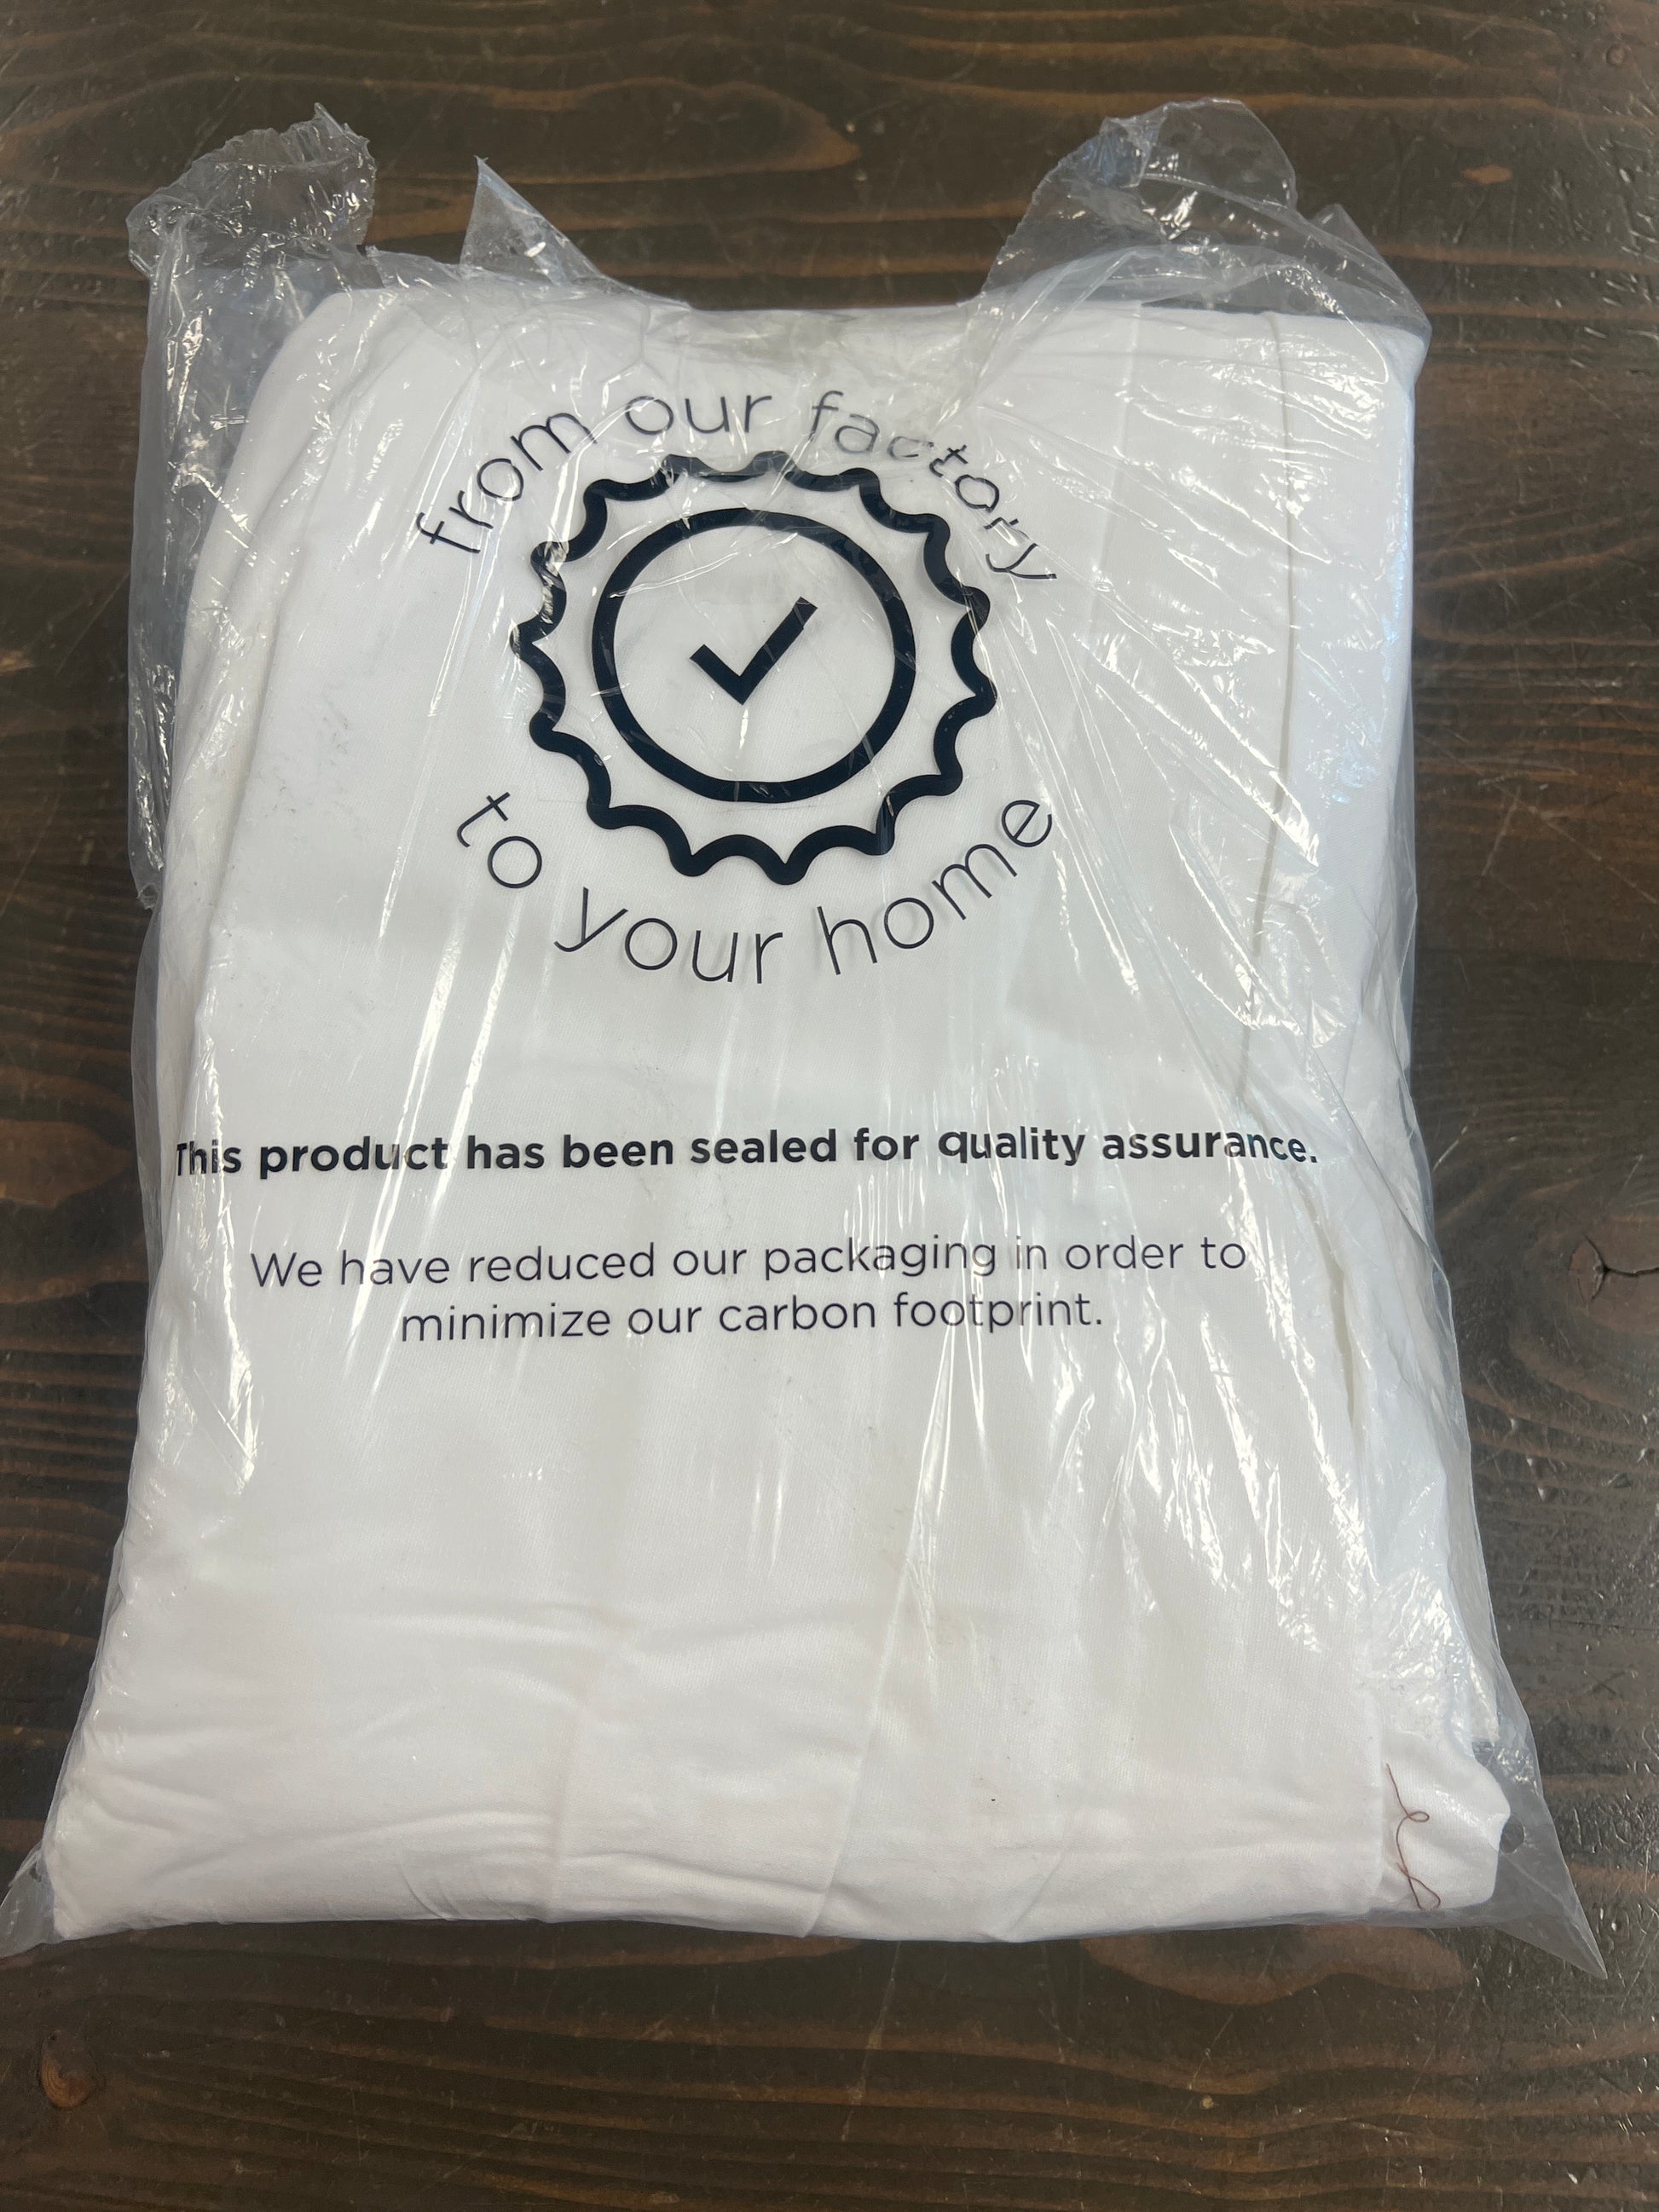 from our factory
to your home
This product has been sealed for quality assurance.
We have reduced our packaging in order to
minimize our carbon footprint.